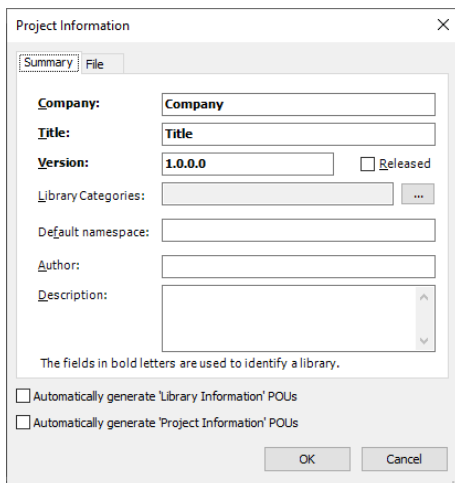 Project Information
Summary File
Company: Company
Title: Title
Version: 1.0.0.0 Released
Library Categories: ...
Default namespace:
Author:
Description:
The fields in bold letters are used to identify a library.
Automatically generate 'Library Information' POUs
Automatically generate 'Project Information' POUs
OK Cancel